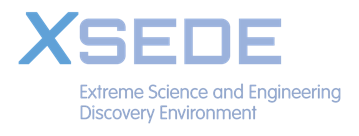 XSEDE
Extreme Science and Engineering
Discovery Environment